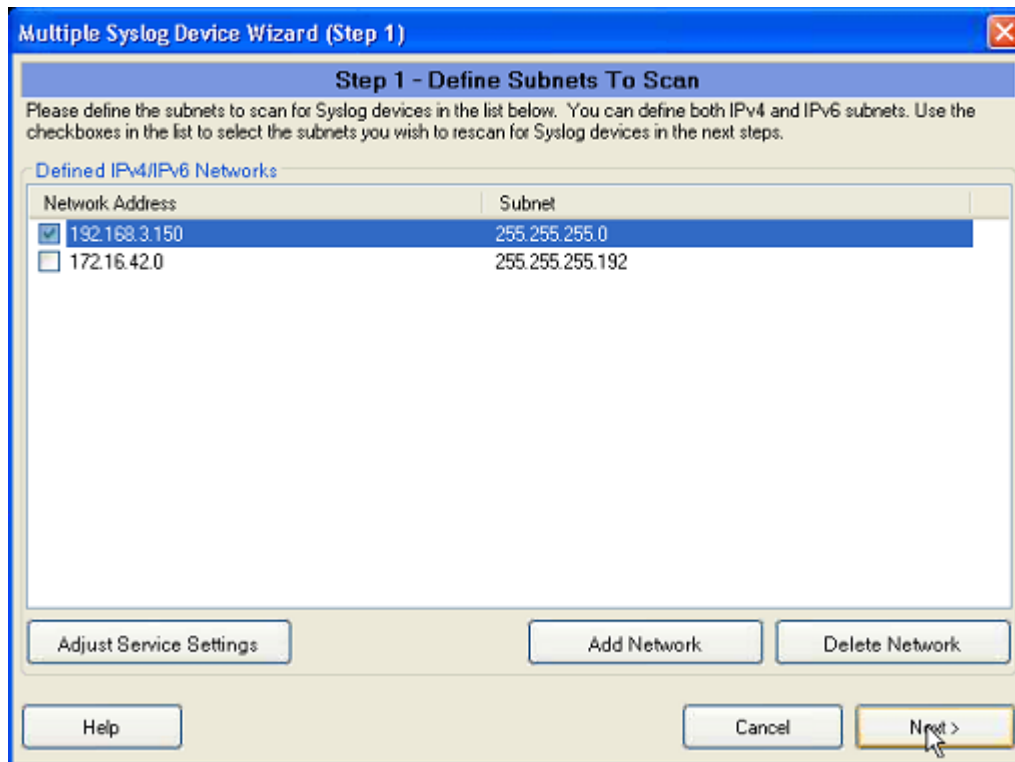 Multiple Syslog Device Wizard (Step 1)
Step 1 - Define Subnets To Scan
Please define the subnets to scan for Syslog devices in the list below. You can define both IPv4 and IPv6 subnets. Use the
checkboxes in the list to select the subnets you wish to rescan for Syslog devices in the next steps.
Defined IPv4/IPv6 Networks
Network Address Subnet
192.168.3.150 255.255.255.0
172.16.42.0 255.255.255.192
Adjust Service Settings Add Network Delete Network
Help Cancel Next >